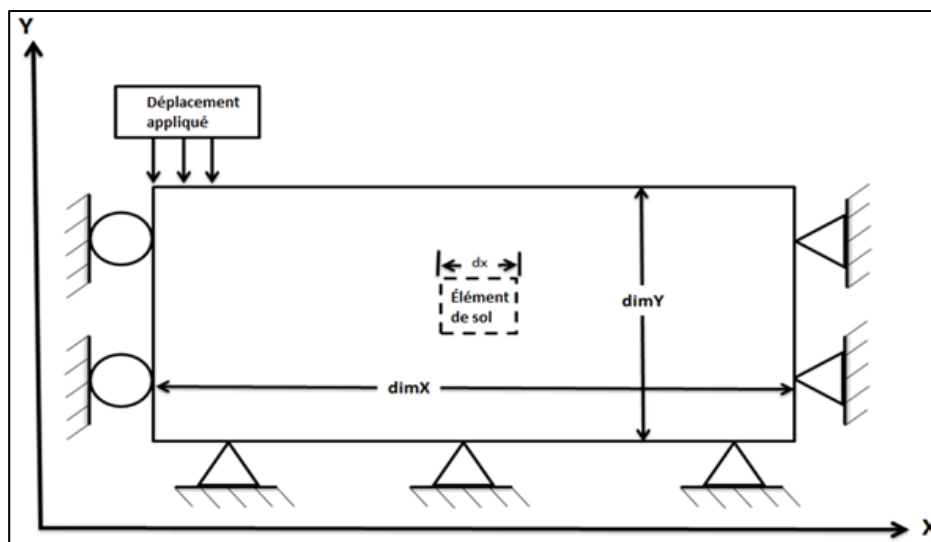 Y
Déplacement
appliqué
dx
Élément
de sol
dimY
dimX
X